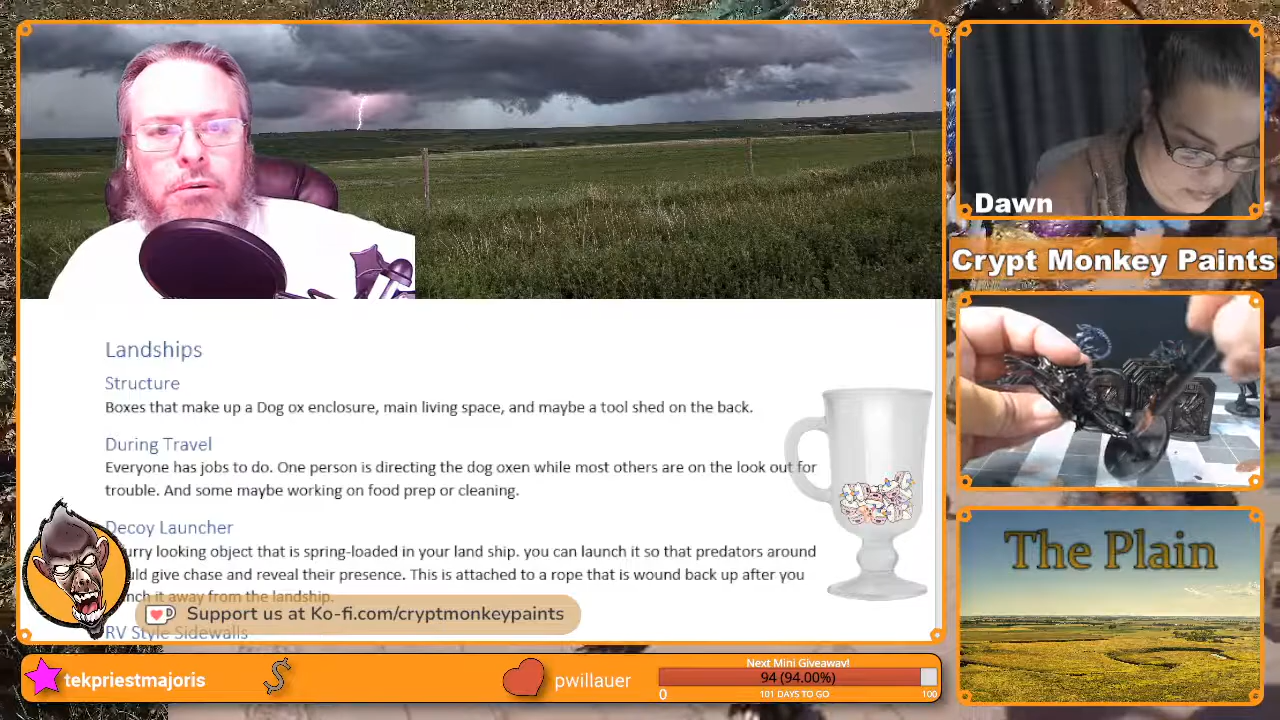 Dawn
Crypt Monkey Paints
Landships
Structure
Boxes that make up a Dog ox enclosure, main living space, and maybe a tool shed on the back.
During Travel
Everyone has jobs to do. One person is directing the dog oxen while most others are on the look out for
trouble. And some maybe working on food prep or cleaning.
Decoy Launcher
urry looking object that is spring-loaded in your land ship. you can launch it so that predators around
uld give chase and reveal their presence. This is attached to a rope that is wound back up after you
nch it away from the landship.
Support us at Ko-fi.com/cryptmonkeypaints
RV Style Sidewalls
The Plain
tekpriestmajoris
$
pwillauer
Next Mini Giveaway!
94 (94.00%)
0 101 DAYS TO GO 100